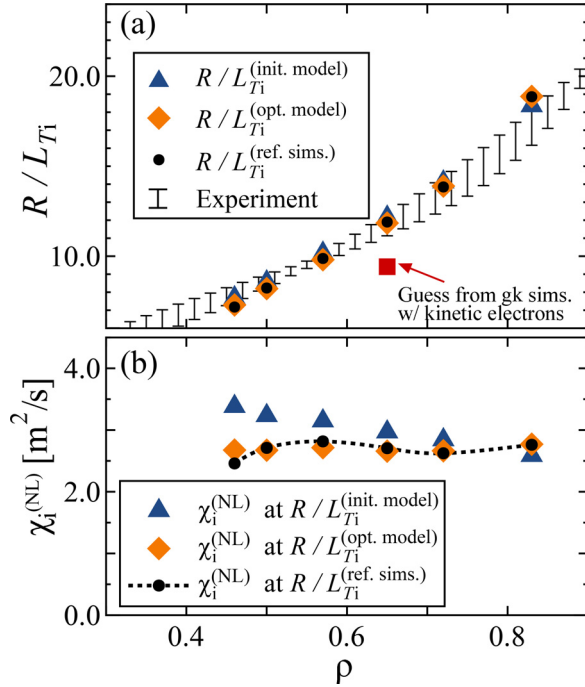 (a)
R / L_Ti^(init. model)
R / L_Ti^(opt. model)
R / L_Ti^(ref. sims.)
Experiment
20.0
10.0
R / L_Ti
Guess from gk sims.
w/ kinetic electrons
(b)
4.0
2.0
0.0
χ_i^(NL) [m^2/s]
χ_i^(NL) at R / L_Ti^(init. model)
χ_i^(NL) at R / L_Ti^(opt. model)
χ_i^(NL) at R / L_Ti^(ref. sims.)
0.4 0.6 0.8
ρ